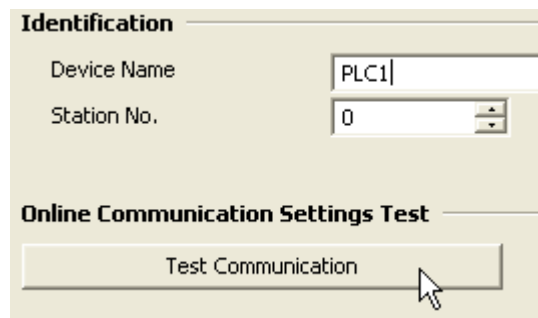 Identification
Device Name PLC1
Station No. 0
Online Communication Settings Test
Test Communication